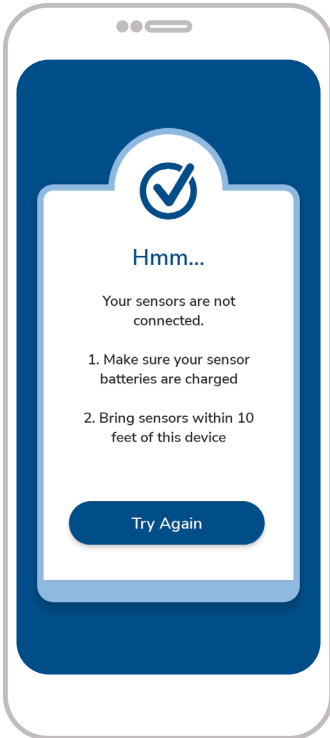 Hmm...
Your sensors are not
connected.
1. Make sure your sensor
batteries are charged
2. Bring sensors within 10
feet of this device
Try Again